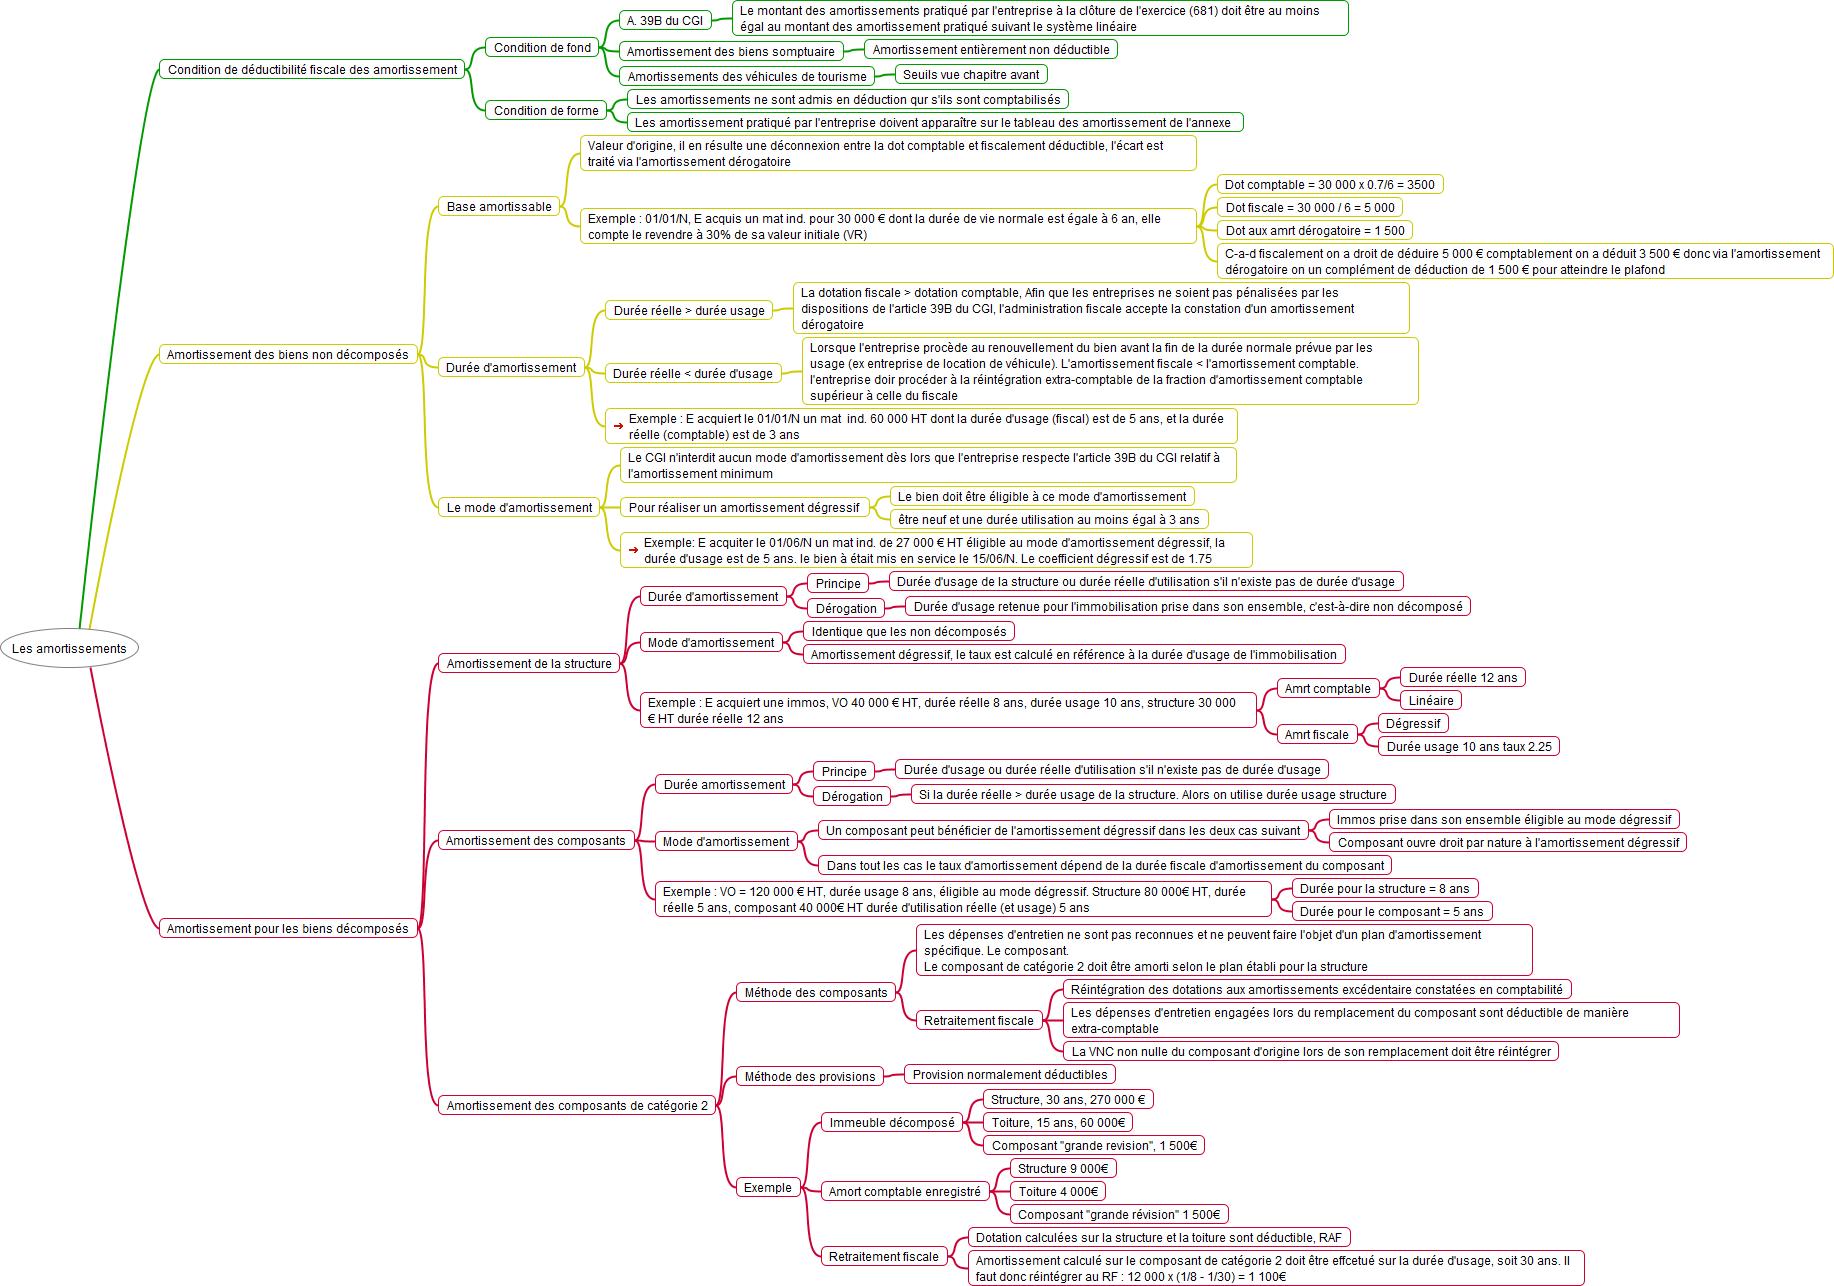 Les amortissements
Condition de déductibilité fiscale des amortissement
Condition de fond
A. 39B du CGI
Le montant des amortissements pratiqué par l'entreprise à la clôture de l'exercice (681) doit être au moins
égal au montant des amortissement pratiqué suivant le système linéaire
Amortissement des biens somptuaire
Amortissement entièrement non déductible
Amortissements des véhicules de tourisme
Seuils vue chapitre avant
Condition de forme
Les amortissements ne sont admis en déduction qur s'ils sont comptabilisés
Les amortissement pratiqué par l'entreprise doivent apparaître sur le tableau des amortissement de l'annexe
Amortissement des biens non décomposés
Base amortissable
Valeur d'origine, il en résulte une déconnexion entre la dot comptable et fiscalement déductible, l'écart est
traité via l'amortissement dérogatoire
Exemple : 01/01/N, E acquis un mat ind. pour 30 000 € dont la durée de vie normale est égale à 6 an, elle
compte le revendre à 30% de sa valeur initiale (VR)
Dot comptable = 30 000 x 0.7/6 = 3500
Dot fiscale = 30 000 / 6 = 5 000
Dot aux amrt dérogatoire = 1 500
C-a-d fiscalement on a droit de déduire 5 000 € comptablement on a déduit 3 500 € donc via l'amortissement
dérogatoire on un complément de déduction de 1 500 € pour atteindre le plafond
Durée d'amortissement
Durée réelle > durée usage
La dotation fiscale > dotation comptable, Afin que les entreprises ne soient pas pénalisées par les
dispositions de l'article 39B du CGI, l'administration fiscale accepte la constation d'un amortissement
dérogatoire
Durée réelle < durée d'usage
Lorsque l'entreprise procède au renouvellement du bien avant la fin de la durée normale prévue par les
usage (ex entreprise de location de véhicule). L'amortissement fiscale < l'amortissement comptable.
l'entreprise doir procéder à la réintégration extra-comptable de la fraction d'amortissement comptable
supérieur à celle du fiscale
Exemple : E acquiert le 01/01/N un mat ind. 60 000 HT dont la durée d'usage (fiscal) est de 5 ans, et la durée
réelle (comptable) est de 3 ans
Le mode d'amortissement
Le CGI n'interdit aucun mode d'amortissement dès lors que l'entreprise respecte l'article 39B du CGI relatif à
l'amortissement minimum
Pour réaliser un amortissement dégressif
Le bien doit être éligible à ce mode d'amortissement
être neuf et une durée utilisation au moins égal à 3 ans
Exemple: E acquiter le 01/06/N un mat ind. de 27 000 € HT éligible au mode d'amortissement dégressif, la
durée d'usage est de 5 ans. le bien à était mis en service le 15/06/N. Le coefficient dégressif est de 1.75
Amortissement pour les biens décomposés
Amortissement de la structure
Durée d'amortissement
Principe
Durée d'usage de la structure ou durée réelle d'utilisation s'il n'existe pas de durée d'usage
Dérogation
Durée d'usage retenue pour l'immobilisation prise dans son ensemble, c'est-à-dire non décomposé
Mode d'amortissement
Identique que les non décomposés
Amortissement dégressif, le taux est calculé en référence à la durée d'usage de l'immobilisation
Exemple : E acquiert une immos, VO 40 000 € HT, durée réelle 8 ans, durée usage 10 ans, structure 30 000
€ HT durée réelle 12 ans
Amrt comptable
Durée réelle 12 ans
Linéaire
Amrt fiscale
Dégressif
Durée usage 10 ans taux 2.25
Amortissement des composants
Durée amortissement
Principe
Durée d'usage ou durée réelle d'utilisation s'il n'existe pas de durée d'usage
Dérogation
Si la durée réelle > durée usage de la structure. Alors on utilise durée usage structure
Mode d'amortissement
Un composant peut bénéficier de l'amortissement dégressif dans les deux cas suivant
Immos prise dans son ensemble éligible au mode dégressif
Composant ouvre droit par nature à l'amortissement dégressif
Dans tout les cas le taux d'amortissement dépend de la durée fiscale d'amortissement du composant
Exemple : VO = 120 000 € HT, durée usage 8 ans, éligible au mode dégressif. Structure 80 000€ HT, durée
réelle 5 ans, composant 40 000€ HT durée d'utilisation réelle (et usage) 5 ans
Durée pour la structure = 8 ans
Durée pour le composant = 5 ans
Amortissement des composants de catégorie 2
Méthode des composants
Les dépenses d'entretien ne sont pas reconnues et ne peuvent faire l'objet d'un plan d'amortissement
spécifique. Le composant.
Le composant de catégorie 2 doit être amorti selon le plan établi pour la structure
Retraitement fiscale
Réintégration des dotations aux amortissements excédentaire constatées en comptabilité
Les dépenses d'entretien engagées lors du remplacement du composant sont déductible de manière
extra-comptable
La VNC non nulle du composant d'origine lors de son remplacement doit être réintégrer
Méthode des provisions
Provision normalement déductibles
Exemple
Immeuble décomposé
Structure, 30 ans, 270 000 €
Toiture, 15 ans, 60 000€
Composant "grande revision", 1 500€
Amort comptable enregistré
Structure 9 000€
Toiture 4 000€
Composant "grande révision" 1 500€
Retraitement fiscale
Dotation calculées sur la structure et la toiture sont déductible, RAF
Amortissement calculé sur le composant de catégorie 2 doit être effcetué sur la durée d'usage, soit 30 ans. Il
faut donc réintégrer au RF : 12 000 x (1/8 - 1/30) = 1 100€